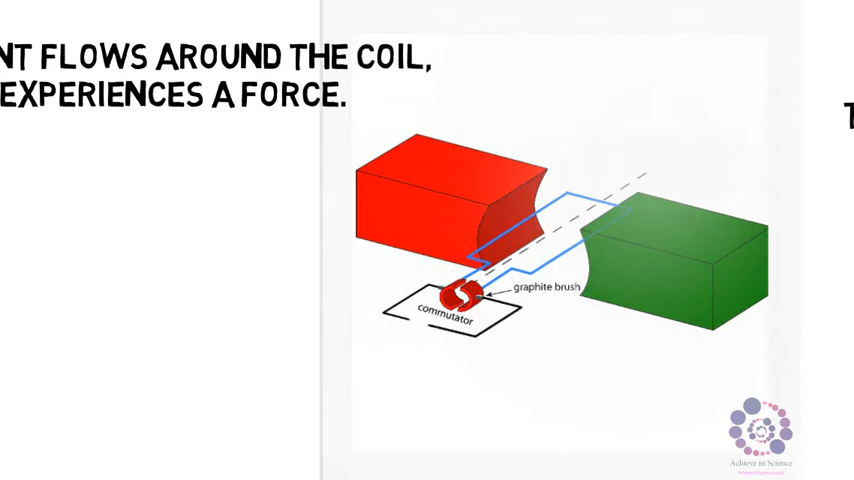 NT FLOWS AROUND THE COIL,
EXPERIENCES A FORCE.
T
graphite brush
commutator
Achieve in Science